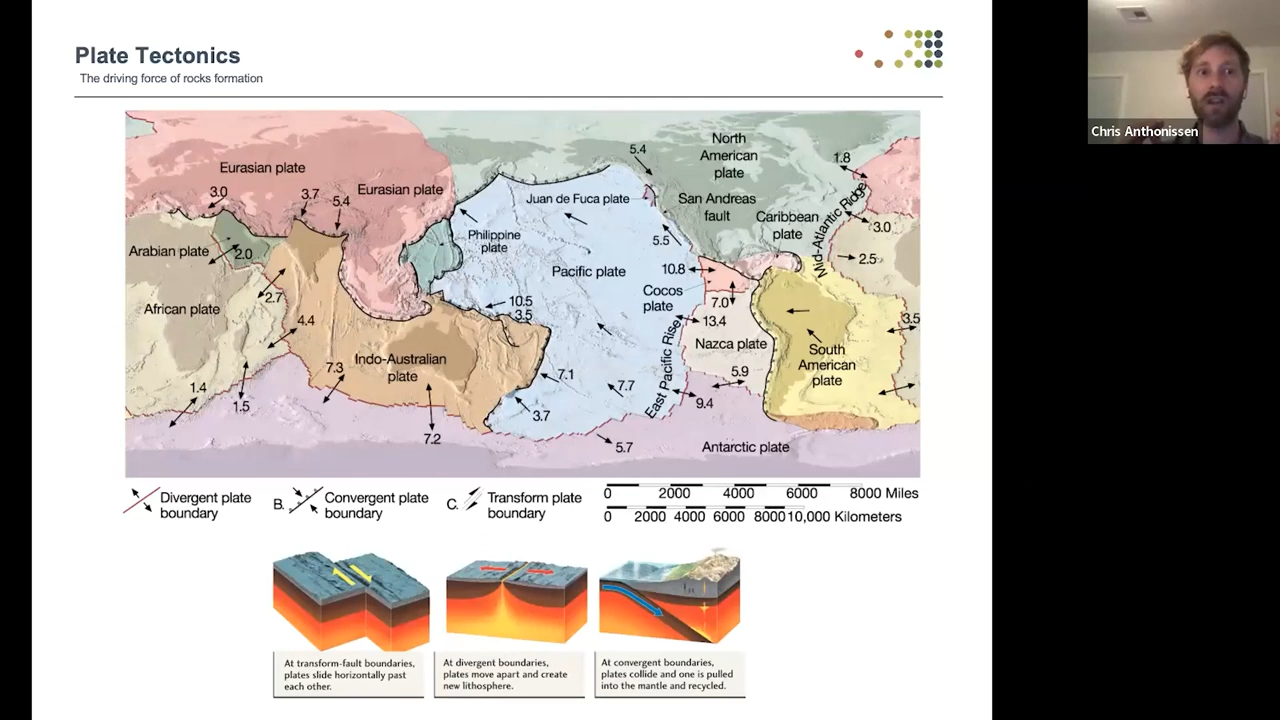 Plate Tectonics
The driving force of rocks formation
Chris Anthonissen
North
American
plate
5.4
1.8
Eurasian plate
Eurasian plate
3.0
3.7
5.4
Juan de Fuca plate
San Andreas
fault
Caribbean
plate
Mid-Atlantic Ridge
3.0
Arabian plate
2.0
Philippine
plate
5.5
2.5
Pacific plate
10.8
Cocos
plate
African plate
2.7
4.4
10.5
3.5
7.0
13.4
3.5
Nazca plate
East Pacific Rise
Indo-Australian
plate
7.3
7.1
7.7
5.9
South
American
plate
1.4
1.5
3.7
9.4
7.2
5.7
Antarctic plate
Divergent plate
boundary
B.
Convergent plate
boundary
C.
Transform plate
boundary
0 2000 4000 6000 8000 Miles
0 2000 4000 6000 8000 10,000 Kilometers
At transform-fault boundaries,
plates slide horizontally past
each other.
At divergent boundaries,
plates move apart and create
new lithosphere.
At convergent boundaries,
plates collide and one is pulled
into the mantle and recycled.